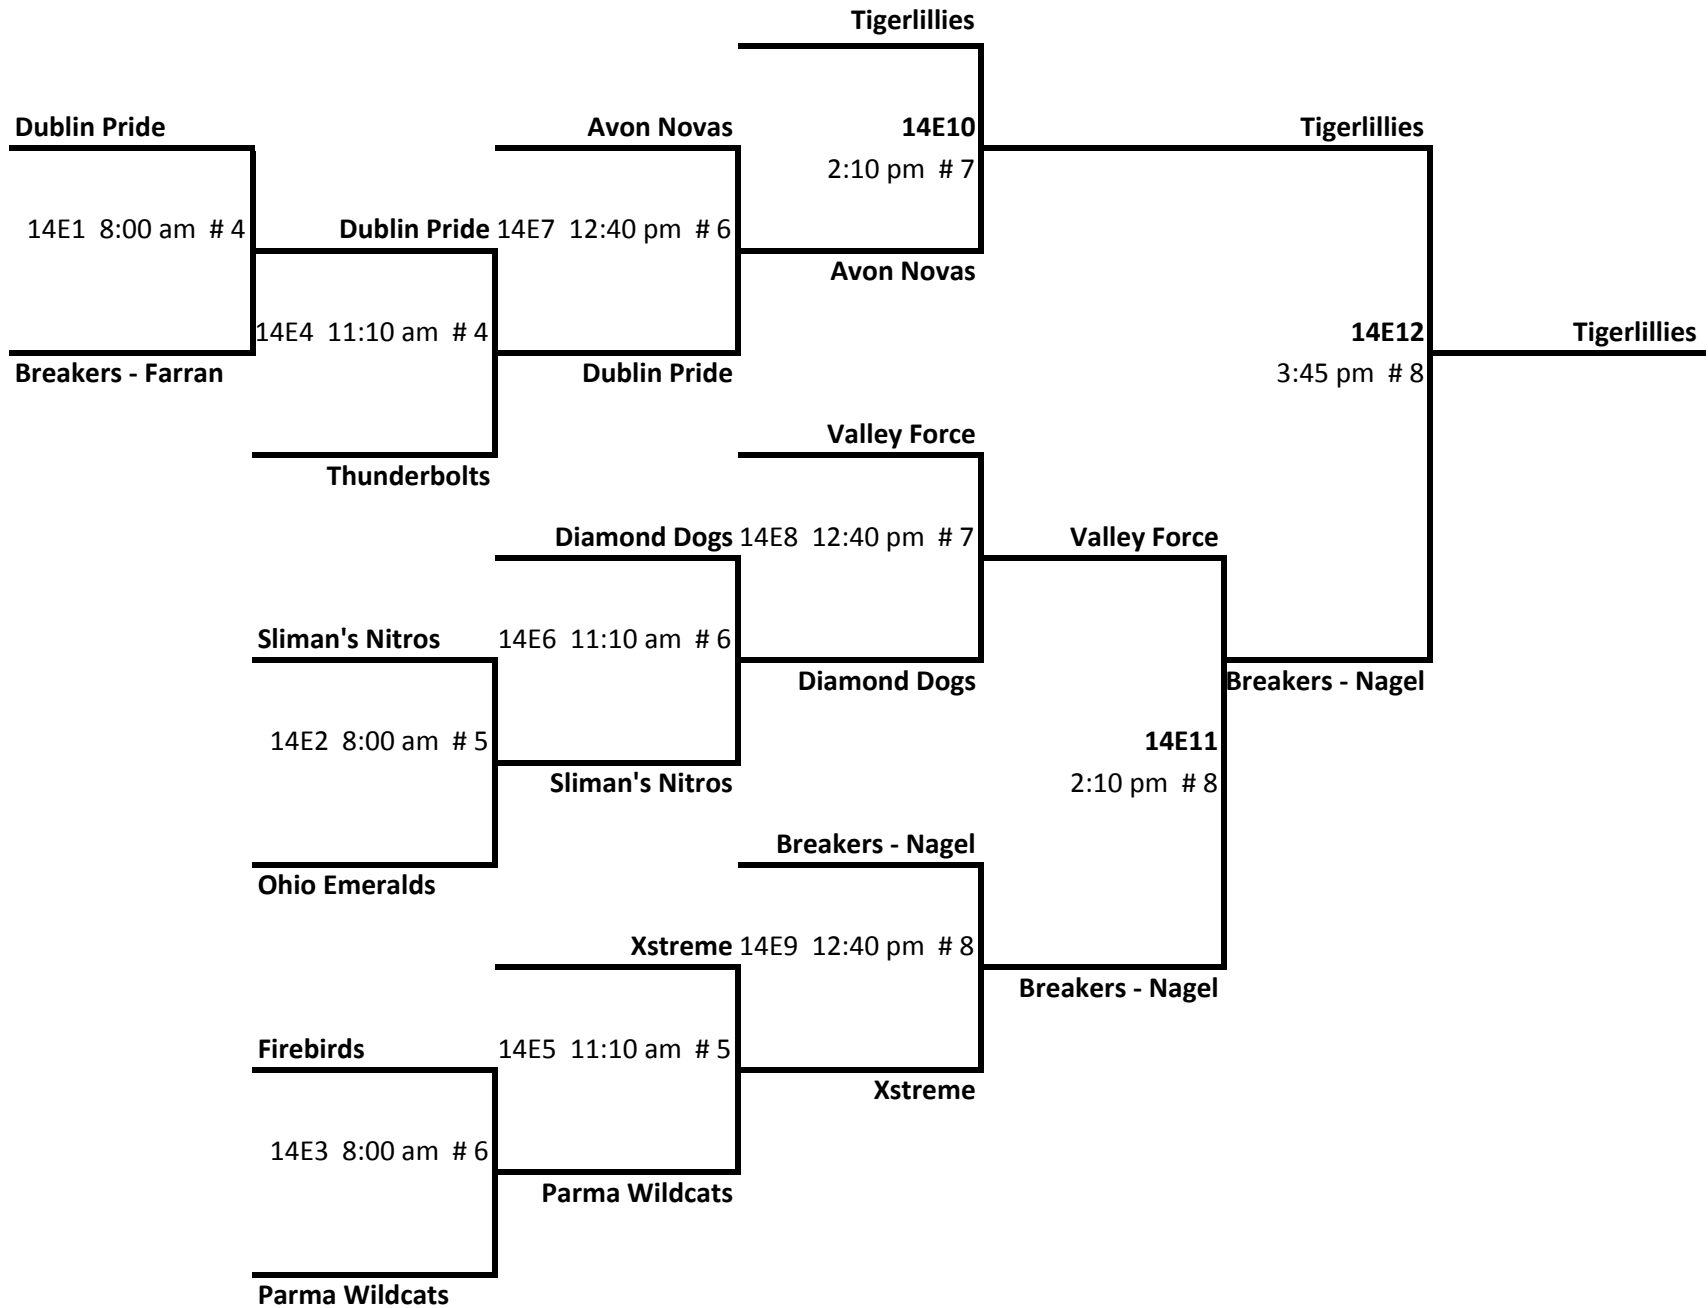 Tigerlillies
Dublin Pride
Avon Novas
14E10
Tigerlillies
2:10 pm # 7
14E1 8:00 am # 4
Dublin Pride
14E7 12:40 pm # 6
Avon Novas
14E4 11:10 am # 4
14E12
Tigerlillies
Breakers - Farran
Dublin Pride
3:45 pm # 8
Valley Force
Thunderbolts
Diamond Dogs
14E8 12:40 pm # 7
Valley Force
Sliman's Nitros
14E6 11:10 am # 6
Diamond Dogs
Breakers - Nagel
14E2 8:00 am # 5
14E11
Sliman's Nitros
2:10 pm # 8
Breakers - Nagel
Ohio Emeralds
Xstreme
14E9 12:40 pm # 8
Breakers - Nagel
Firebirds
14E5 11:10 am # 5
Xstreme
14E3 8:00 am # 6
Parma Wildcats
Parma Wildcats